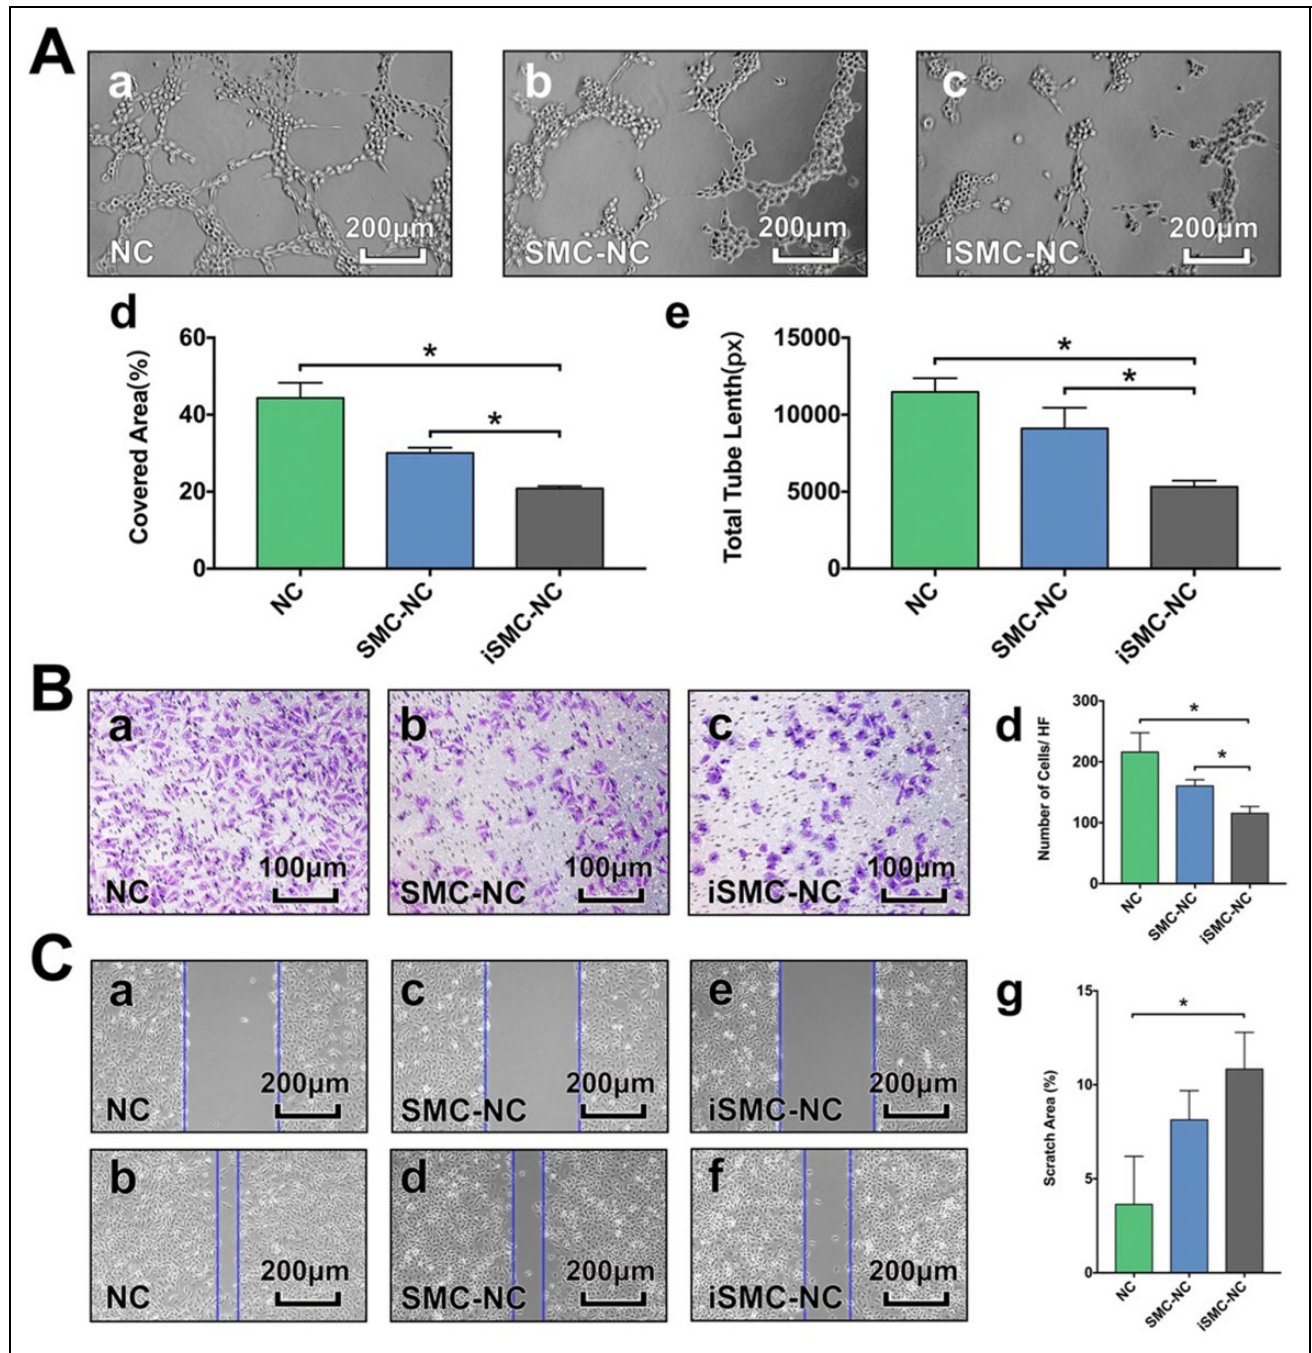 A
a
NC
200μm
b
SMC-NC
200μm
c
iSMC-NC
200μm
d
Covered Area(%)
60
40
20
0
*
*
NC
SMC-NC
iSMC-NC
e
Total Tube Lenth(px)
15000
10000
5000
0
*
*
NC
SMC-NC
iSMC-NC
B
a
100μm
NC
b
100μm
SMC-NC
c
100μm
iSMC-NC
d
Number of Cells/ HF
300
200
100
0
*
*
NC
SMC-NC
iSMC-NC
C
a
200μm
NC
c
200μm
SMC-NC
e
200μm
iSMC-NC
b
200μm
NC
d
200μm
SMC-NC
f
200μm
iSMC-NC
g
Scratch Area (%)
15
10
5
0
*
NC
SMC-NC
iSMC-NC